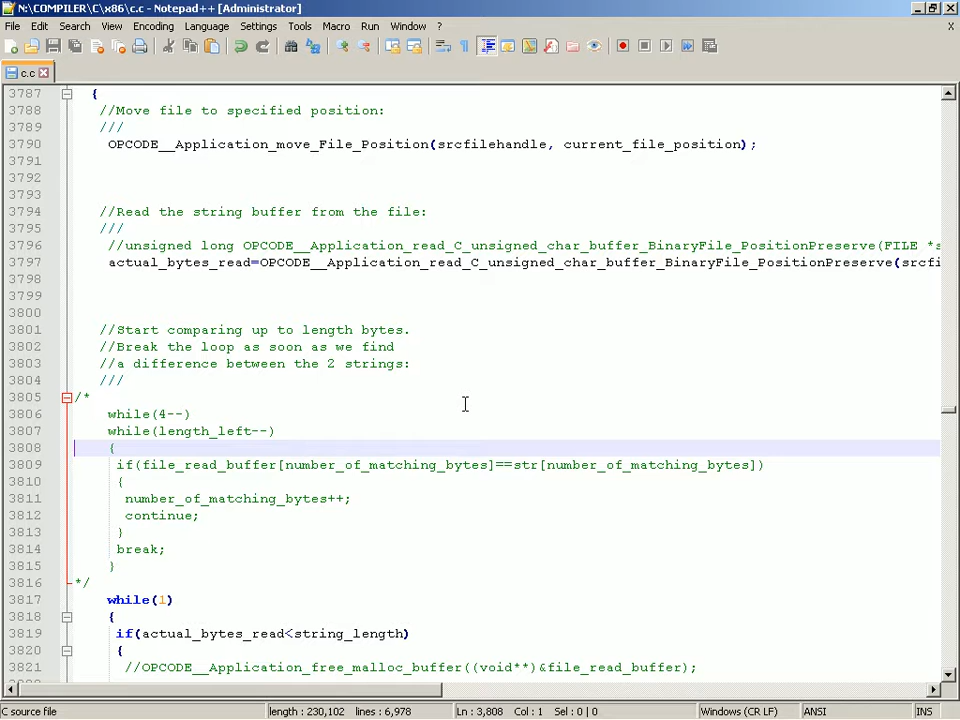 N:\COMPILER\C\x86\c.c - Notepad++ [Administrator]
File Edit Search View Encoding Language Settings Tools Macro Run Window ? X
c.c
3787 {
3788 //Move file to specified position:
3789 ///
3790 OPCODE__Application_move_File_Position(srcfilehandle, current_file_position);
3791
3792
3793
3794 //Read the string buffer from the file:
3795 ///
3796 //unsigned long OPCODE__Application_read_C_unsigned_char_buffer_BinaryFile_PositionPreserve(FILE *s
3797 actual_bytes_read=OPCODE__Application_read_C_unsigned_char_buffer_BinaryFile_PositionPreserve(srcfi
3798
3799
3800
3801 //Start comparing up to length bytes.
3802 //Break the loop as soon as we find
3803 //a difference between the 2 strings:
3804 ///
3805 /*
3806 while(4--)
3807 while(length_left--)
3808 {
3809 if(file_read_buffer[number_of_matching_bytes]==str[number_of_matching_bytes])
3810 {
3811 number_of_matching_bytes++;
3812 continue;
3813 }
3814 break;
3815 }
3816 */
3817 while(1)
3818 {
3819 if(actual_bytes_read<string_length)
3820 {
3821 //OPCODE__Application_free_malloc_buffer((void**)&file_read_buffer);
C source file length : 230,102 lines : 6,978 Ln : 3,808 Col : 1 Sel : 0 | 0 Windows (CR LF) ANSI INS